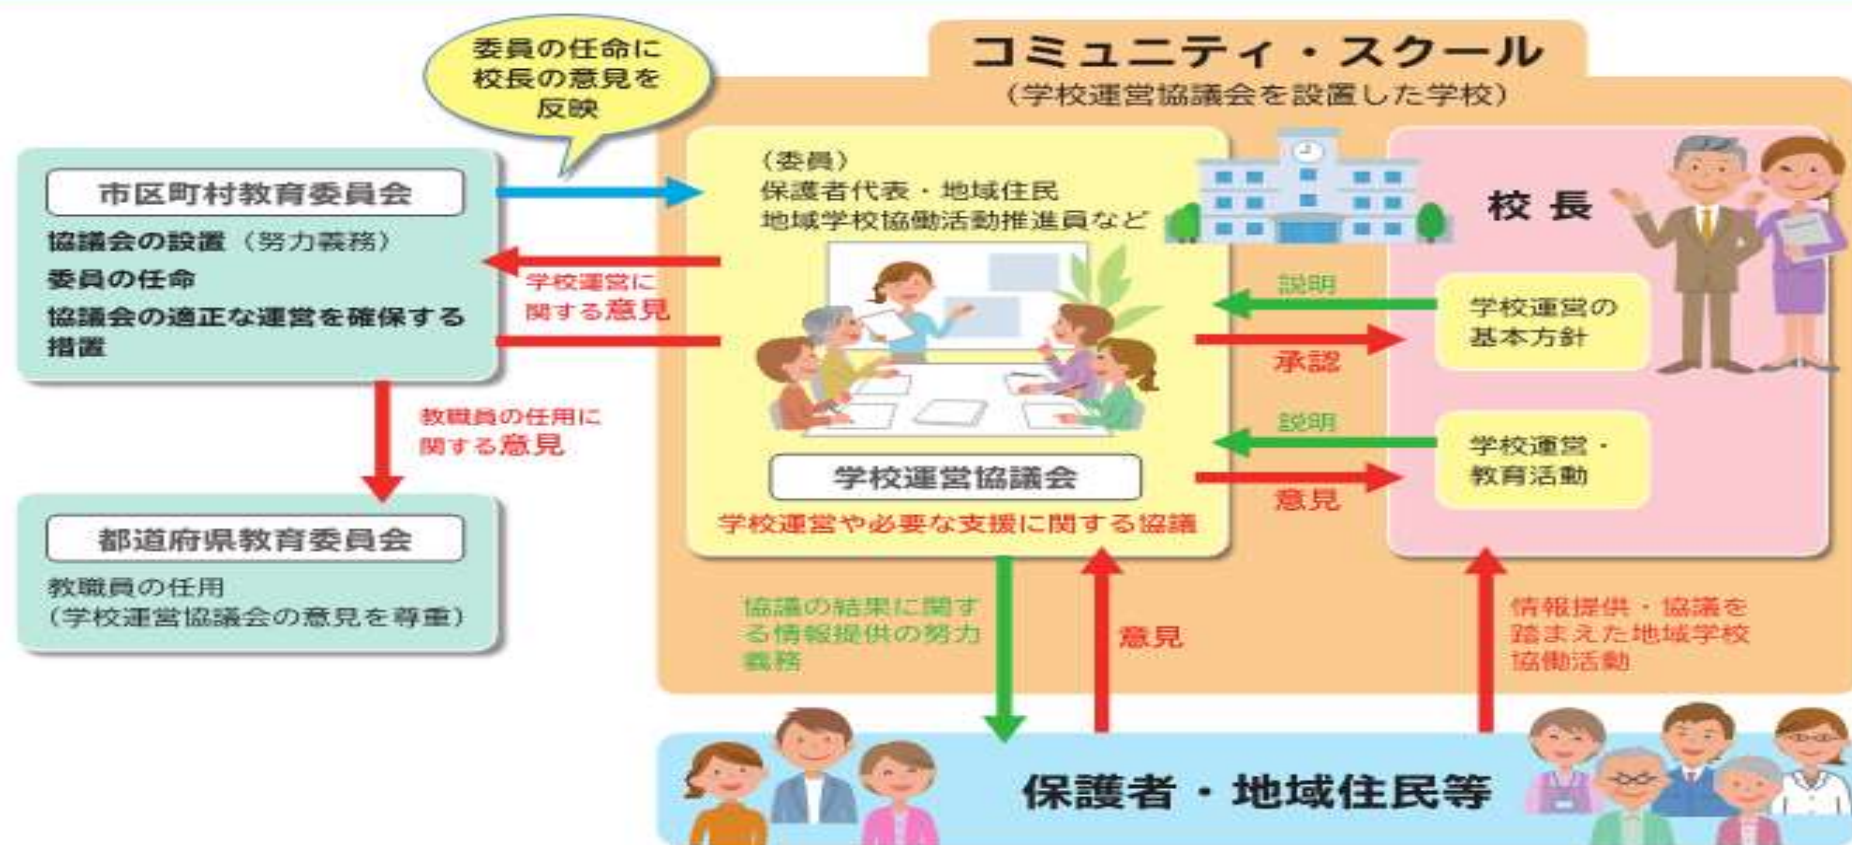 委員の任命に
校長の意見を
反映
コミュニティ・スクール
（学校運営協議会を設置した学校）
市区町村教育委員会
協議会の設置（努力義務）
委員の任命
協議会の適正な運営を確保する
措置
（委員）
保護者代表・地域住民
地域学校協働活動推進員など
学校運営に
関する意見
校長
説明
学校運営の
基本方針
承認
説明
学校運営・
教育活動
意見
教職員の任用に
関する意見
学校運営協議会
学校運営や必要な支援に関する協議
都道府県教育委員会
教職員の任用
（学校運営協議会の意見を尊重）
協議の結果に関す
る情報提供の努力
義務
意見
情報提供・協議を
踏まえた地域学校
協働活動
保護者・地域住民等